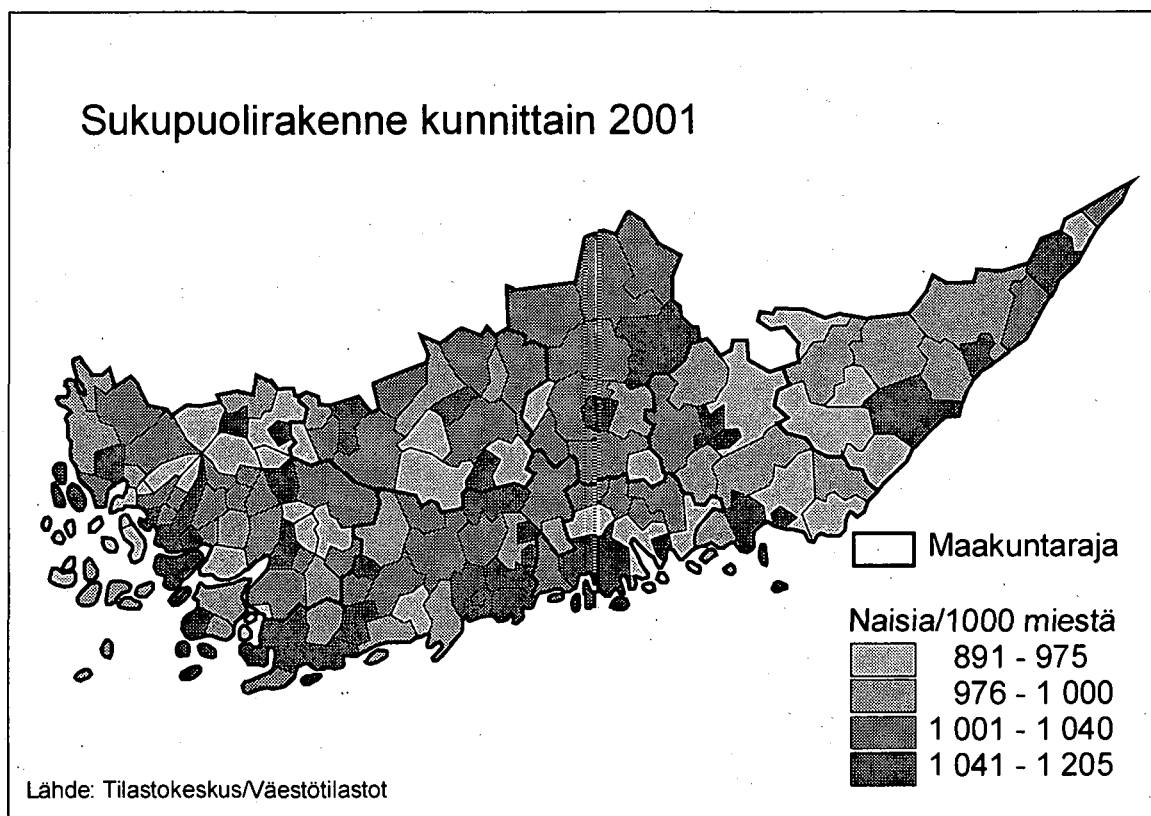 Sukupuolirakenne kunnittain 2001
Maakuntaraja
Naisia/1000 miestä
891 - 975
976 - 1 000
1 001 - 1 040
1 041 - 1 205
Lähde: Tilastokeskus/Väestötilastot